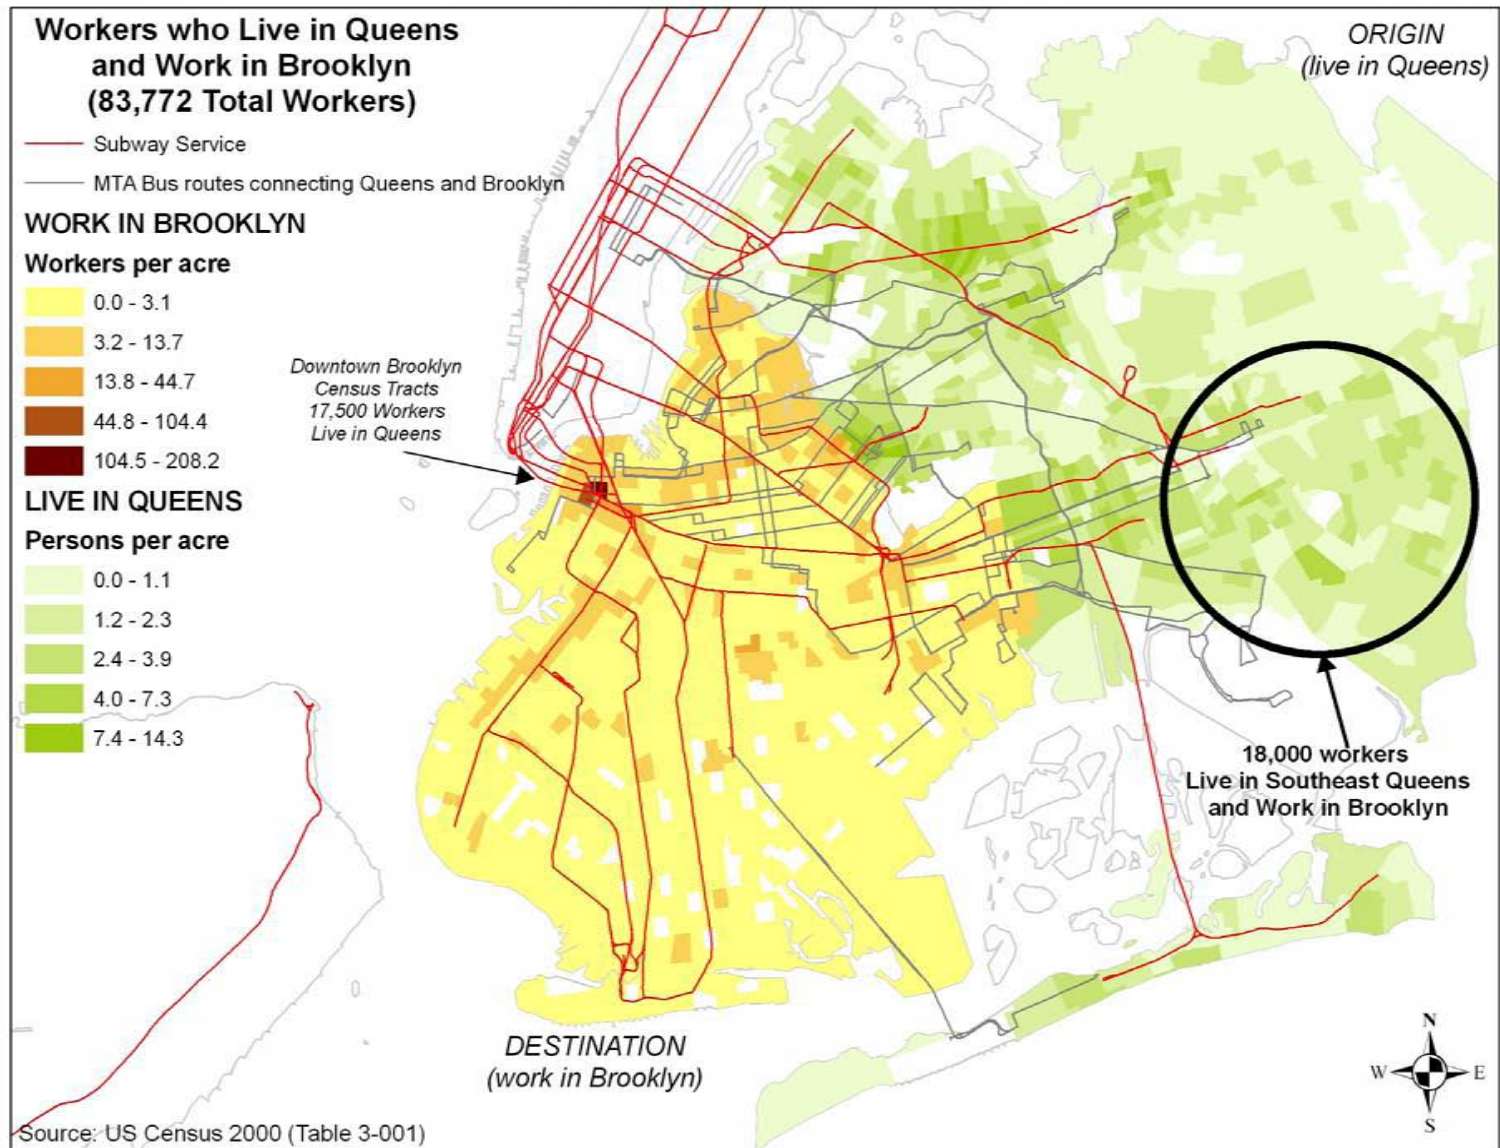 Workers who Live in Queens
and Work in Brooklyn
(83,772 Total Workers)
Subway Service
MTA Bus routes connecting Queens and Brooklyn
WORK IN BROOKLYN
Workers per acre
0.0 - 3.1
3.2 - 13.7
13.8 - 44.7
44.8 - 104.4
104.5 - 208.2
LIVE IN QUEENS
Persons per acre
0.0 - 1.1
1.2 - 2.3
2.4 - 3.9
4.0 - 7.3
7.4 - 14.3
Downtown Brooklyn
Census Tracts
17,500 Workers
Live in Queens
ORIGIN
(live in Queens)
18,000 workers
Live in Southeast Queens
and Work in Brooklyn
DESTINATION
(work in Brooklyn)
N
W
E
S
Source: US Census 2000 (Table 3-001)